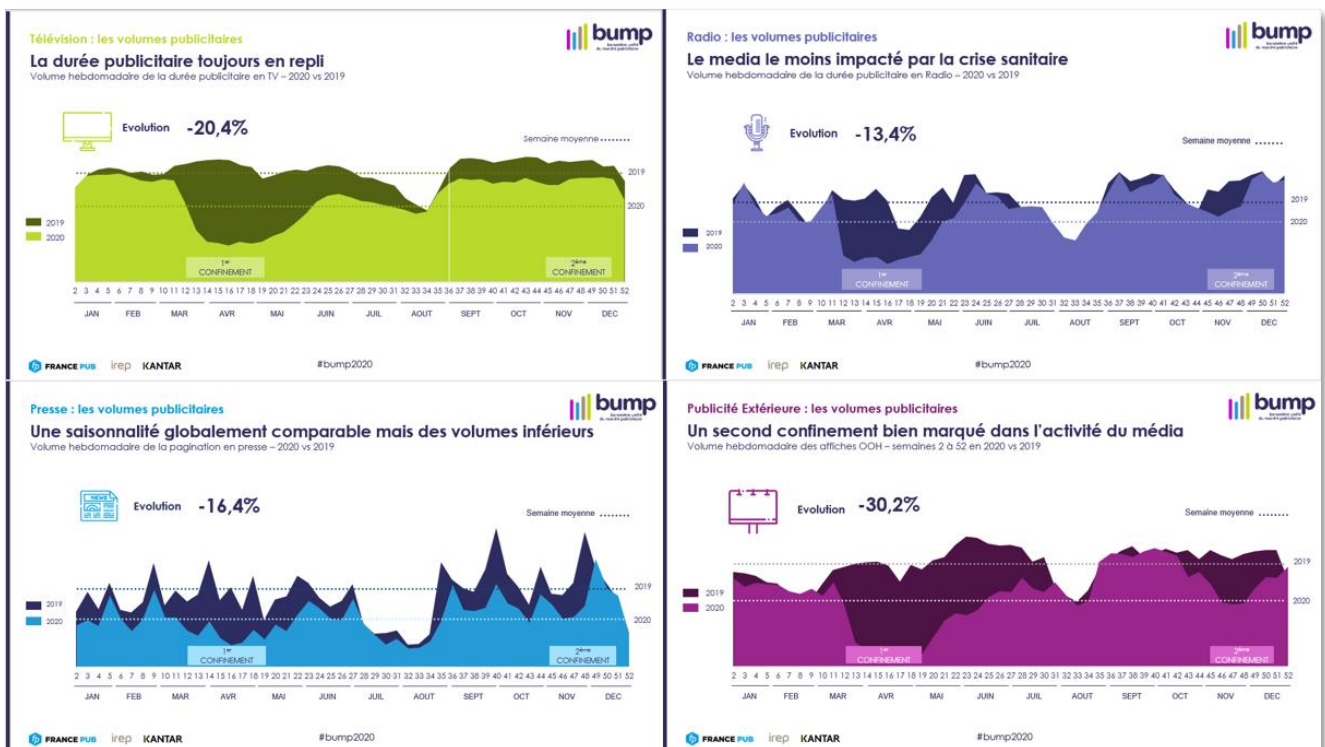 Télévision : les volumes publicitaires
bump
La durée publicitaire toujours en repli
Volume hebdomadaire de la durée publicitaire en TV – 2020 vs 2019
Evolution -20,4%
Semaine moyenne
2019
2020
2019
2020
1er
CONFINEMENT
2ème
CONFINEMENT
2 3 4 5 6 7 8 9 10 11 12 13 14 15 16 17 18 19 20 21 22 23 24 25 26 27 28 29 30 31 32 33 34 35 36 37 38 39 40 41 42 43 44 45 46 47 48 49 50 51 52
JAN FEB MAR AVR MAI JUIN JUIL AOUT SEPT OCT NOV DEC
FRANCE PUB irep KANTAR
#bump2020
Radio : les volumes publicitaires
bump
Le media le moins impacté par la crise sanitaire
Volume hebdomadaire de la durée publicitaire en Radio – 2020 vs 2019
Evolution -13,4%
Semaine moyenne
2019
2020
2019
2020
1er
CONFINEMENT
2ème
CONFINEMENT
2 3 4 5 6 7 8 9 10 11 12 13 14 15 16 17 18 19 20 21 22 23 24 25 26 27 28 29 30 31 32 33 34 35 36 37 38 39 40 41 42 43 44 45 46 47 48 49 50 51 52
JAN FEB MAR AVR MAI JUIN JUIL AOUT SEPT OCT NOV DEC
FRANCE PUB irep KANTAR
#bump2020
Presse : les volumes publicitaires
bump
Une saisonnalité globalement comparable mais des volumes inférieurs
Volume hebdomadaire de la pagination en presse – 2020 vs 2019
NEWS
Evolution -16,4%
Semaine moyenne
2019
2020
2019
2020
1er
CONFINEMENT
2ème
CONFINEMENT
2 3 4 5 6 7 8 9 10 11 12 13 14 15 16 17 18 19 20 21 22 23 24 25 26 27 28 29 30 31 32 33 34 35 36 37 38 39 40 41 42 43 44 45 46 47 48 49 50 51 52
JAN FEB MAR AVR MAI JUIN JUIL AOUT SEPT OCT NOV DEC
FRANCE PUB irep KANTAR
#bump2020
Publicité Extérieure : les volumes publicitaires
bump
Un second confinement bien marqué dans l'activité du média
Volume hebdomadaire des affiches OOH – semaines 2 à 52 en 2020 vs 2019
Evolution -30,2%
Semaine moyenne
2019
2020
2019
2020
1er
CONFINEMENT
2ème
CONFINEMENT
2 3 4 5 6 7 8 9 10 11 12 13 14 15 16 17 18 19 20 21 22 23 24 25 26 27 28 29 30 31 32 33 34 35 36 37 38 39 40 41 42 43 44 45 46 47 48 49 50 51 52
JAN FEB MAR AVR MAI JUIN JUIL AOUT SEPT OCT NOV DEC
FRANCE PUB irep KANTAR
#bump2020